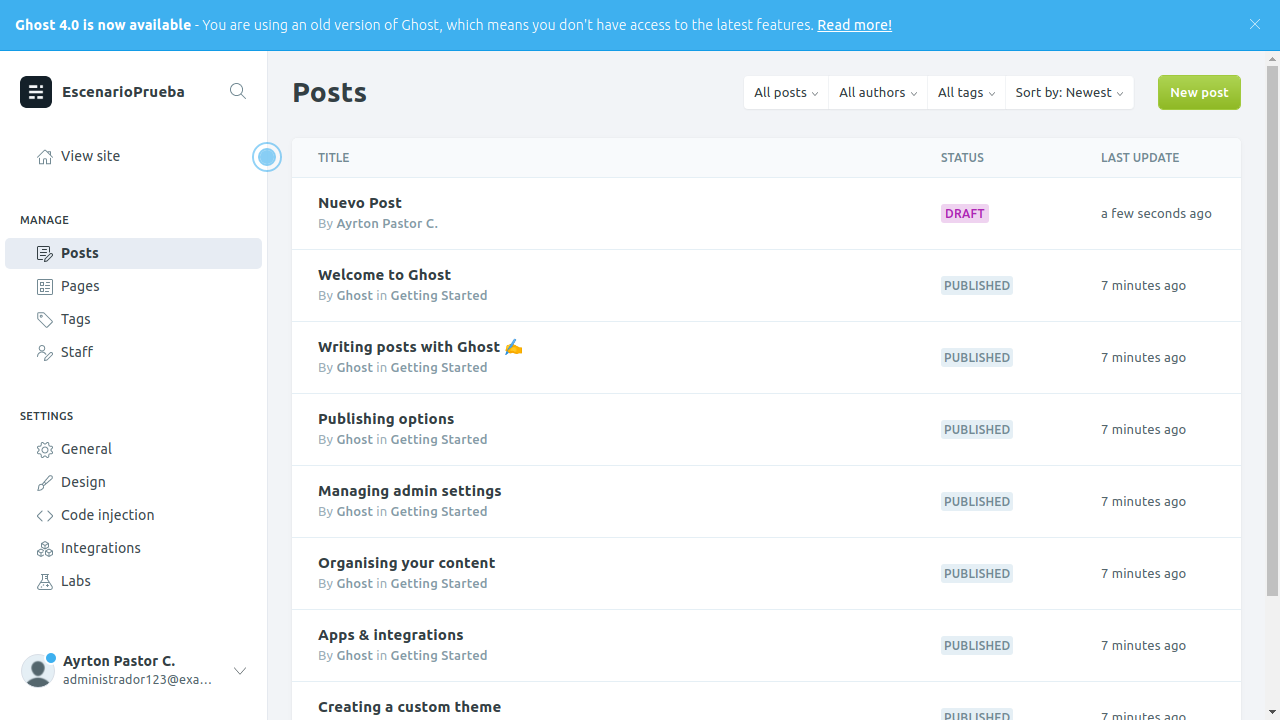 Ghost 4.0 is now available - You are using an old version of Ghost, which means you don't have access to the latest features. Read more!
EscenarioPrueba
View site
MANAGE
Posts
Pages
Tags
Staff
SETTINGS
General
Design
Code injection
Integrations
Labs
Ayrton Pastor C.
administrador123@exa...
Posts
All posts All authors All tags Sort by: Newest New post
TITLE STATUS LAST UPDATE
Nuevo Post
By Ayrton Pastor C.
DRAFT a few seconds ago
Welcome to Ghost
By Ghost in Getting Started
PUBLISHED 7 minutes ago
Writing posts with Ghost ✍️
By Ghost in Getting Started
PUBLISHED 7 minutes ago
Publishing options
By Ghost in Getting Started
PUBLISHED 7 minutes ago
Managing admin settings
By Ghost in Getting Started
PUBLISHED 7 minutes ago
Organising your content
By Ghost in Getting Started
PUBLISHED 7 minutes ago
Apps & integrations
By Ghost in Getting Started
PUBLISHED 7 minutes ago
Creating a custom theme
PUBLISHED 7 minutes ago